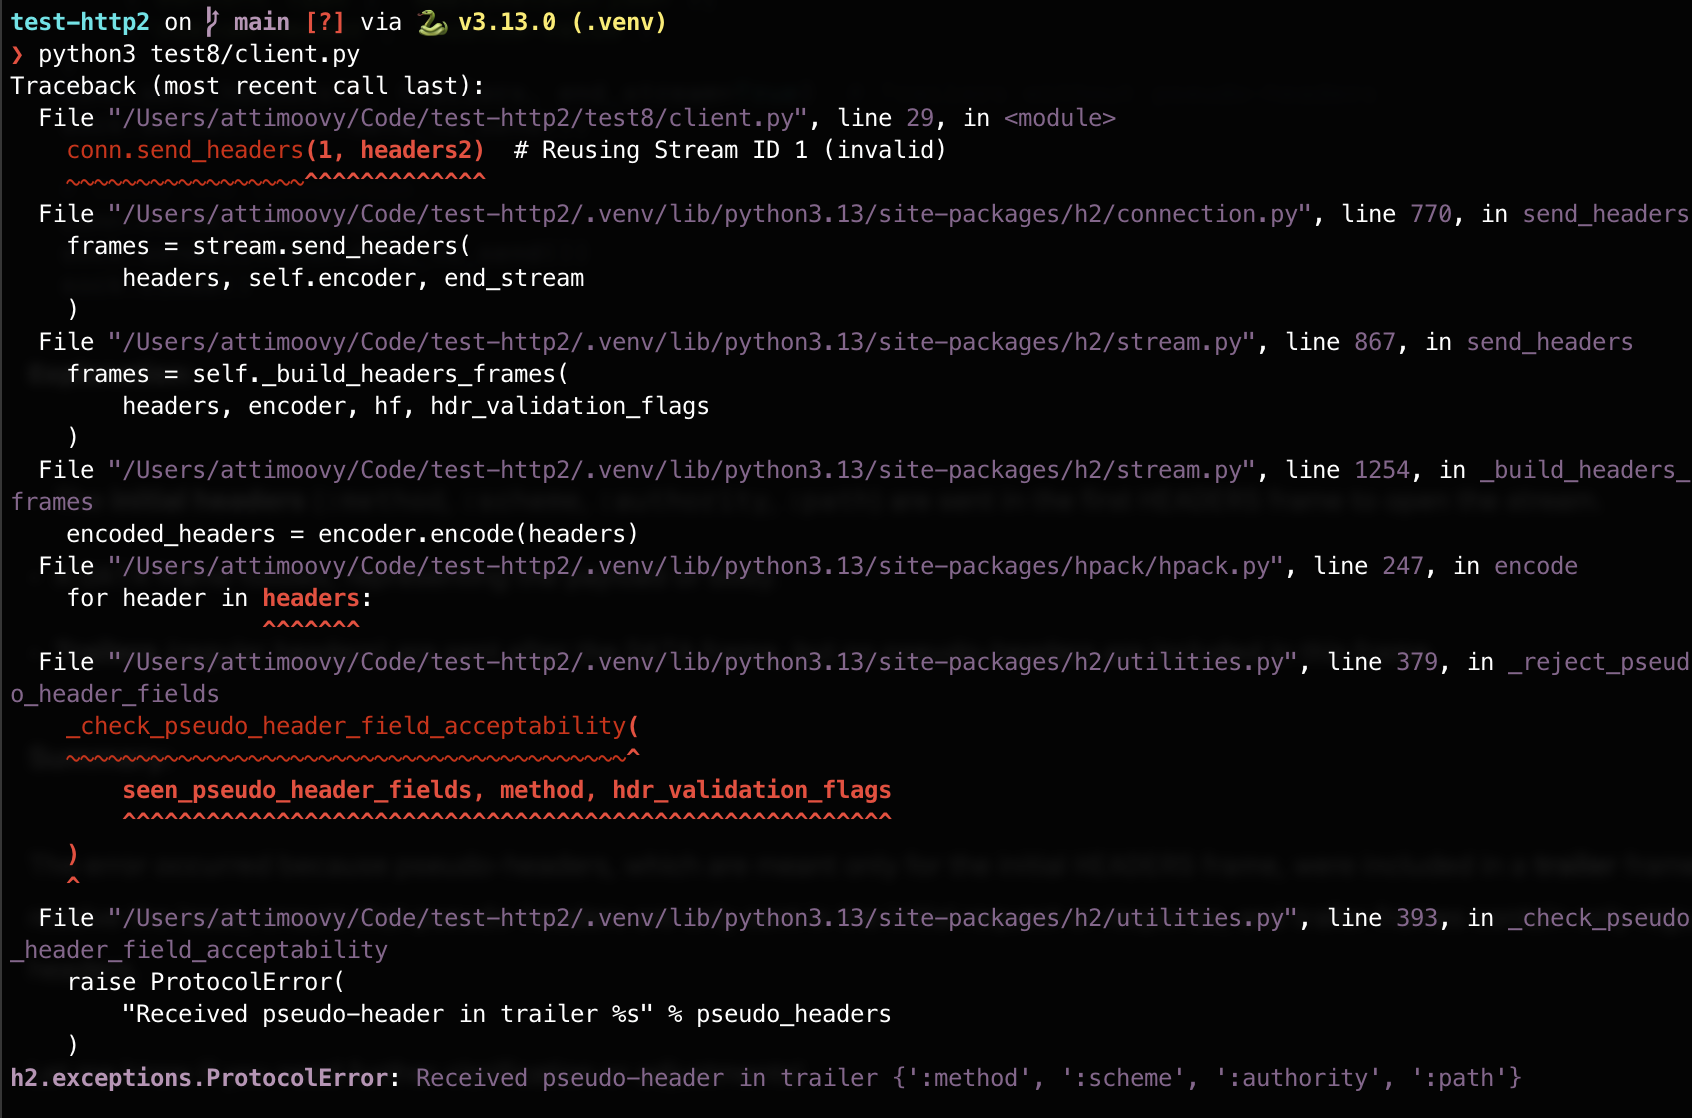 test-http2 on main [?] via 🐍 v3.13.0 (.venv)
❯ python3 test8/client.py
Traceback (most recent call last):
  File "/Users/attimoovy/Code/test-http2/test8/client.py", line 29, in <module>
    conn.send_headers(1, headers2)  # Reusing Stream ID 1 (invalid)
    ~~~~~~~~~~~~~~~~~^^^^^^^^^^^^^
  File "/Users/attimoovy/Code/test-http2/.venv/lib/python3.13/site-packages/h2/connection.py", line 770, in send_headers
    frames = stream.send_headers(
        headers, self.encoder, end_stream
    )
  File "/Users/attimoovy/Code/test-http2/.venv/lib/python3.13/site-packages/h2/stream.py", line 867, in send_headers
    frames = self._build_headers_frames(
        headers, encoder, hf, hdr_validation_flags
    )
  File "/Users/attimoovy/Code/test-http2/.venv/lib/python3.13/site-packages/h2/stream.py", line 1254, in _build_headers_
frames
    encoded_headers = encoder.encode(headers)
  File "/Users/attimoovy/Code/test-http2/.venv/lib/python3.13/site-packages/hpack/hpack.py", line 247, in encode
    for header in headers:
                  ^^^^^^^
  File "/Users/attimoovy/Code/test-http2/.venv/lib/python3.13/site-packages/h2/utilities.py", line 379, in _reject_pseud
o_header_fields
    _check_pseudo_header_field_acceptability(
    ~~~~~~~~~~~~~~~~~~~~~~~~~~~~~~~~~~~~~~~~^
        seen_pseudo_header_fields, method, hdr_validation_flags
        ^^^^^^^^^^^^^^^^^^^^^^^^^^^^^^^^^^^^^^^^^^^^^^^^^^^^^^^
    )
    ^
  File "/Users/attimoovy/Code/test-http2/.venv/lib/python3.13/site-packages/h2/utilities.py", line 393, in _check_pseudo
_header_field_acceptability
    raise ProtocolError(
        "Received pseudo-header in trailer %s" % pseudo_headers
    )
h2.exceptions.ProtocolError: Received pseudo-header in trailer {':method', ':scheme', ':authority', ':path'}